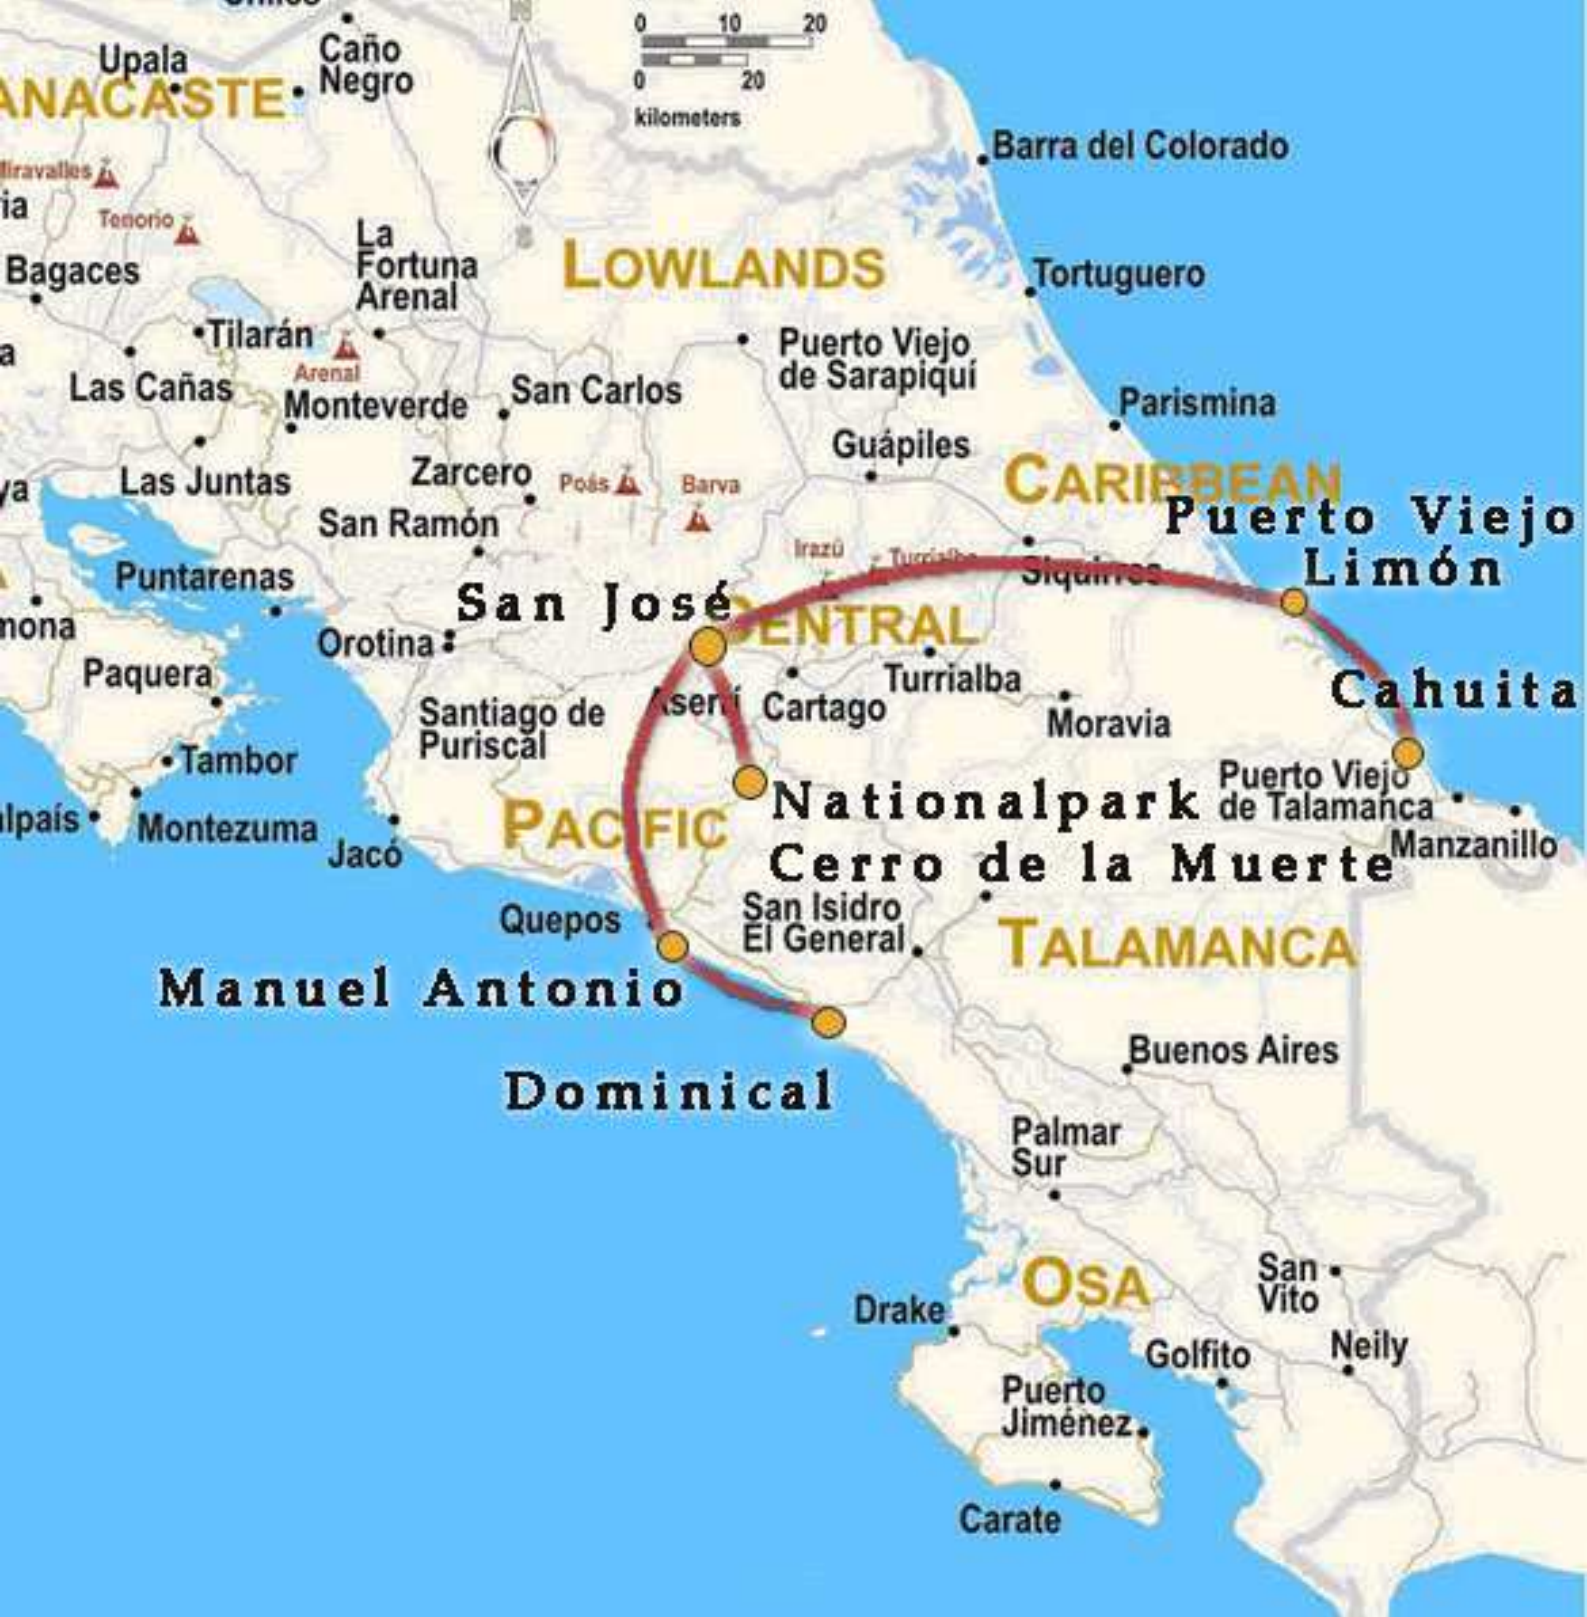 N
0 10 20
0 20
kilometers
Upala
Caño
Negro
ANACASTE
Barra del Colorado
Tenorio
La
Fortuna
Arenal
LOWLANDS
Bagaces
Tortuguero
Tilarán
Arenal
Puerto Viejo
de Sarapiquí
Las Cañas
Monteverde
San Carlos
Parismina
Guápiles
Las Juntas
Zarcero
Poás
Barva
CARIBBEAN
San Ramón
Puerto Viejo
Limón
Irazú
Turrialba
Siquirres
Puntarenas
San José
CENTRAL
Orotina
Paquera
Turrialba
Aserrí
Cartago
Cahuita
Santiago de
Puriscal
Moravia
Tambor
Puerto Viejo
de Talamanca
Nationalpark
Cerro de la Muerte
Montezuma
PACIFIC
Jacó
Manzanillo
Quepos
San Isidro
El General
TALAMANCA
Manuel Antonio
Dominical
Buenos Aires
Palmar
Sur
OSA
San
Vito
Drake
Golfito
Neily
Puerto
Jiménez
Carate
S